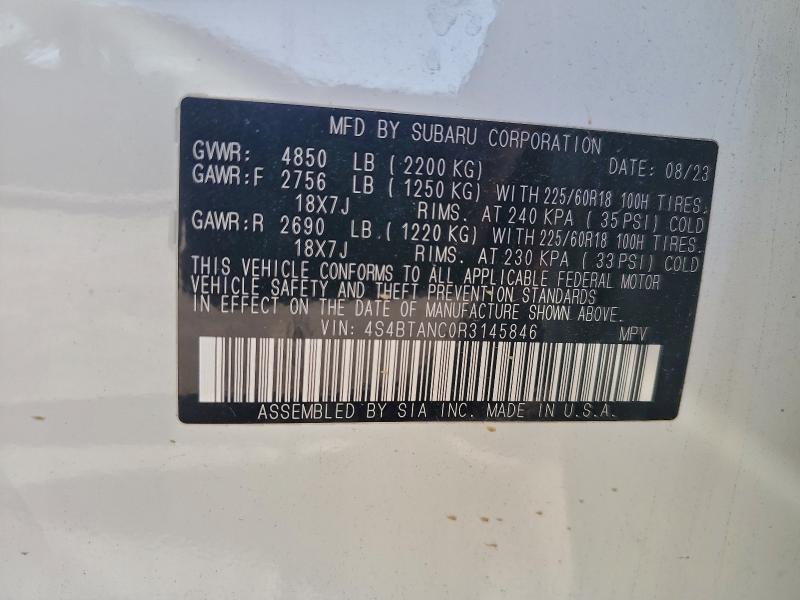 MFD BY SUBARU CORPORATION
GVWR: 4850 LB (2200 KG) DATE: 08/23
GAWR:F 2756 LB (1250 KG) WITH 225/60R18 100H TIRES.
18X7J RIMS. AT 240 KPA (35 PSI) COLD
GAWR:R 2690 LB.(1220 KG) WITH 225/60R18 100H TIRES.
18X7J RIMS. AT 230 KPA (33 PSI) COLD
THIS VEHICLE CONFORMS TO ALL APPLICABLE FEDERAL MOTOR
VEHICLE SAFETY AND THEFT PREVENTION STANDARDS
IN EFFECT ON THE DATE OF MANUFACTURE SHOWN ABOVE.
VIN: 4S4BTANC0R3145846 MPV
ASSEMBLED BY SIA INC. MADE IN U.S.A.